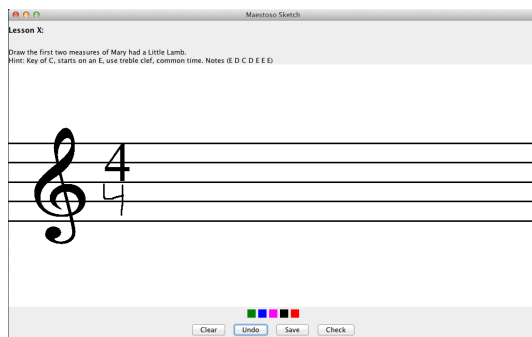 Maestoso Sketch
Lesson X:
Draw the first two measures of Mary had a Little Lamb.
Hint: Key of C, starts on an E, use treble clef, common time. Notes (E D C D E E E)
4
4
Clear Undo Save Check